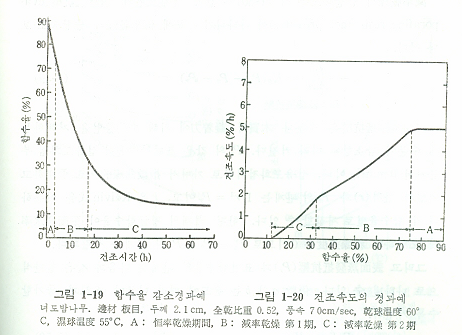 90
80
70
60
50
40
30
20
10
0
함수율 (%)
A
B
C
0 10 20 30 40 50 60 70
건조시간 (h)
8
7
6
5
4
3
2
1
0
건조속도 (%/h)
C
B
A
0 10 20 30 40 50 60 70 80 90
함수율 (%)
그림 1-19 함수율 감소경과예
그림 1-20 건조속도의 경과예
너도밤나무. 邊材 板目, 두께 2.1cm, 全乾比重 0.52, 風速 70cm/sec, 乾球溫度 60°
C, 濕球溫度 55°C, A : 恒率乾燥期間, B : 減率乾燥 第1期, C : 減率乾燥 第2期